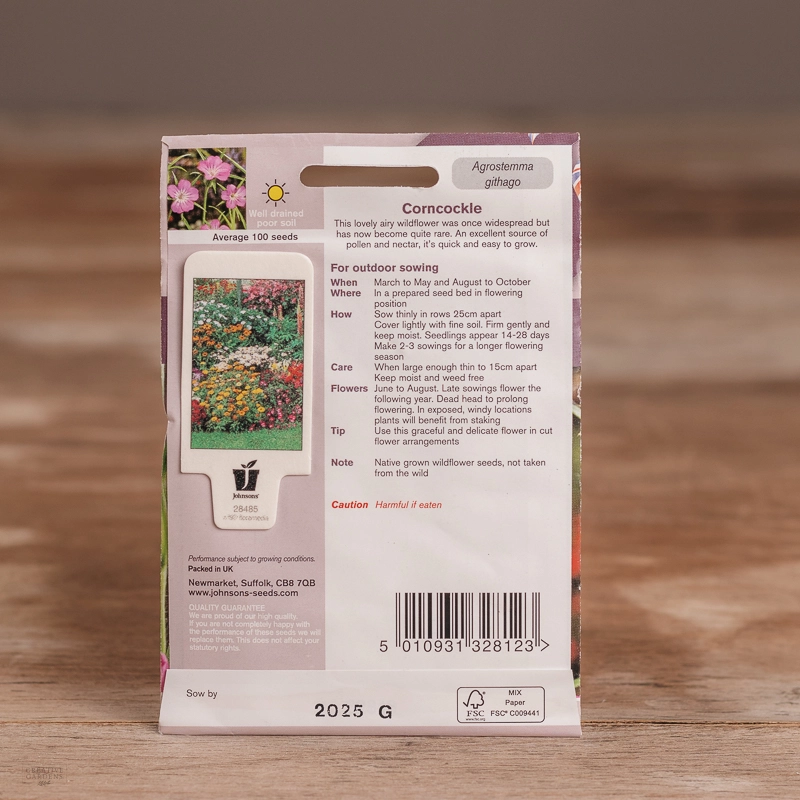 Agrostemma
githago
Well drained
poor soil
Average 100 seeds
Corncockle
This lovely airy wildflower was once widespread but
has now become quite rare. An excellent source of
pollen and nectar, it's quick and easy to grow.
For outdoor sowing
When March to May and August to October
Where In a prepared seed bed in flowering
position
How Sow thinly in rows 25cm apart
Cover lightly with fine soil. Firm gently and
keep moist. Seedlings appear 14-28 days
Make 2-3 sowings for a longer flowering
season
Care When large enough thin to 15cm apart
Keep moist and weed free
Flowers June to August. Late sowings flower the
following year. Dead head to prolong
flowering. In exposed, windy locations
plants will benefit from staking
Tip Use this graceful and delicate flower in cut
flower arrangements
Note Native grown wildflower seeds, not taken
from the wild
Caution Harmful if eaten
Johnsons
28485
Performance subject to growing conditions.
Packed in UK
Newmarket, Suffolk, CB8 7QB
www.johnsons-seeds.com
QUALITY GUARANTEE
We are proud of our high quality.
If you are not completely happy with
the performance of these seeds we will
replace them. This does not affect your
statutory rights.
5 010931 328123 >
Sow by
2025 G
FSC
www.fsc.org
MIX
Paper
FSC® C009441
CREATIVE
GARDENS